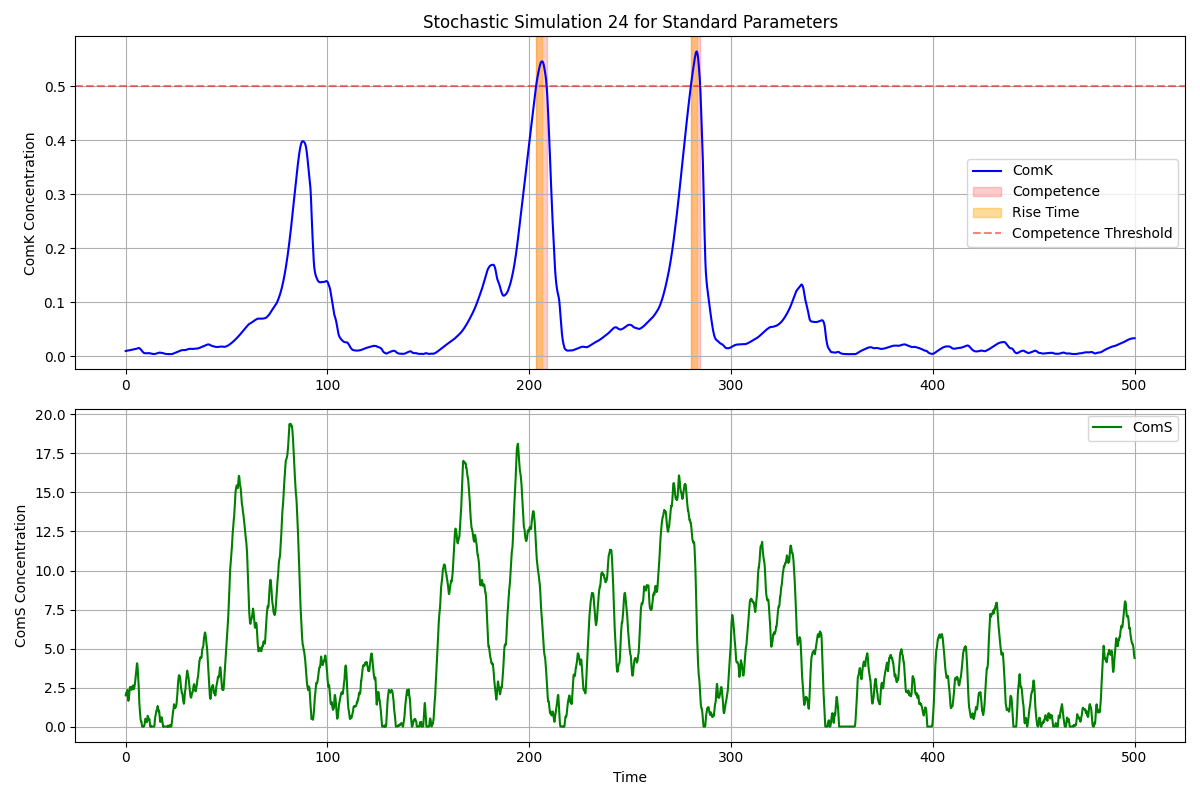 Stochastic Simulation 24 for Standard Parameters
ComK Concentration
0.5
0.4
0.3
0.2
0.1
0.0
0 100 200 300 400 500
ComK
Competence
Rise Time
Competence Threshold
ComS Concentration
20.0
17.5
15.0
12.5
10.0
7.5
5.0
2.5
0.0
0 100 200 300 400 500
ComS
Time